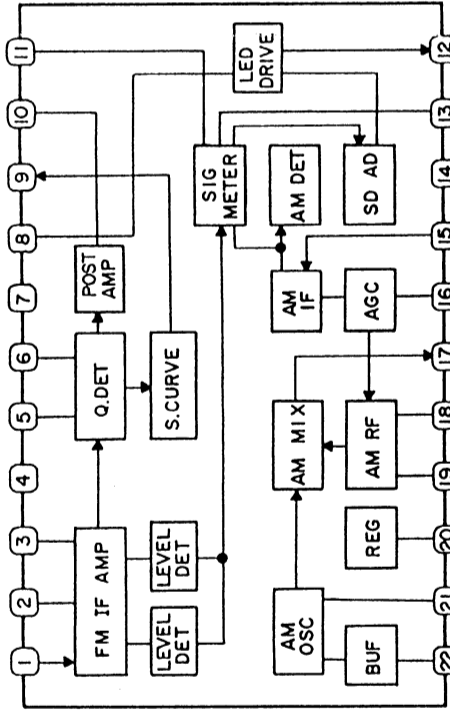 1
2
3
4
5
6
7
8
9
10
11
FM IF AMP
Q.DET
POST
AMP
LED
DRIVE
LEVEL
DET
LEVEL
DET
S.CURVE
SIG
METER
AM DET
SD AD
AM
OSC
AM MIX
AM
IF
BUF
REG
AM RF
AGC
22
21
20
19
18
17
16
15
14
13
12